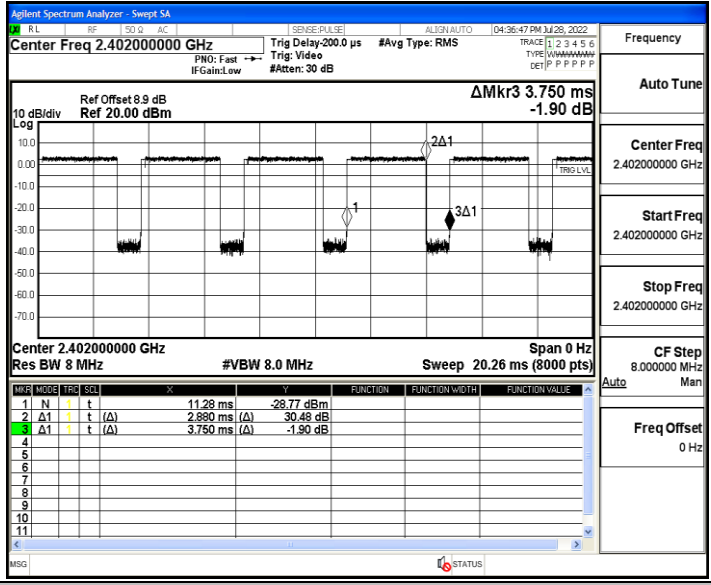 Agilent Spectrum Analyzer - Swept SA
RL RF 50 Ω AC SENSE:PULSE ALIGN AUTO 04:36:47 PM Jul 28, 2022
Center Freq 2.402000000 GHz
PNO: Fast
IFGain:Low
Trig Delay-200.0 µs
Trig: Video
#Atten: 30 dB
#Avg Type: RMS
TRACE 1 2 3 4 5 6
TYPE WWWWWW
DET P P P P P P
Ref Offset 8.9 dB
10 dB/div Ref 20.00 dBm
Log
ΔMkr3 3.750 ms
-1.90 dB
10.0
0.00
-10.0
-20.0
-30.0
-40.0
-50.0
-60.0
-70.0
2Δ1
TRIG LVL
1
3Δ1
Center 2.402000000 GHz Span 0 Hz
Res BW 8 MHz #VBW 8.0 MHz Sweep 20.26 ms (8000 pts)
MKR MODE TRC SCL X Y FUNCTION FUNCTION WIDTH FUNCTION VALUE
1 N 1 t 11.28 ms -28.77 dBm
2 Δ1 1 t (Δ) 2.880 ms (Δ) 30.48 dB
3 Δ1 1 t (Δ) 3.750 ms (Δ) -1.90 dB
4
5
6
7
8
9
10
11
MSG STATUS
Frequency
Auto Tune
Center Freq
2.402000000 GHz
Start Freq
2.402000000 GHz
Stop Freq
2.402000000 GHz
CF Step
8.000000 MHz
Auto Man
Freq Offset
0 Hz